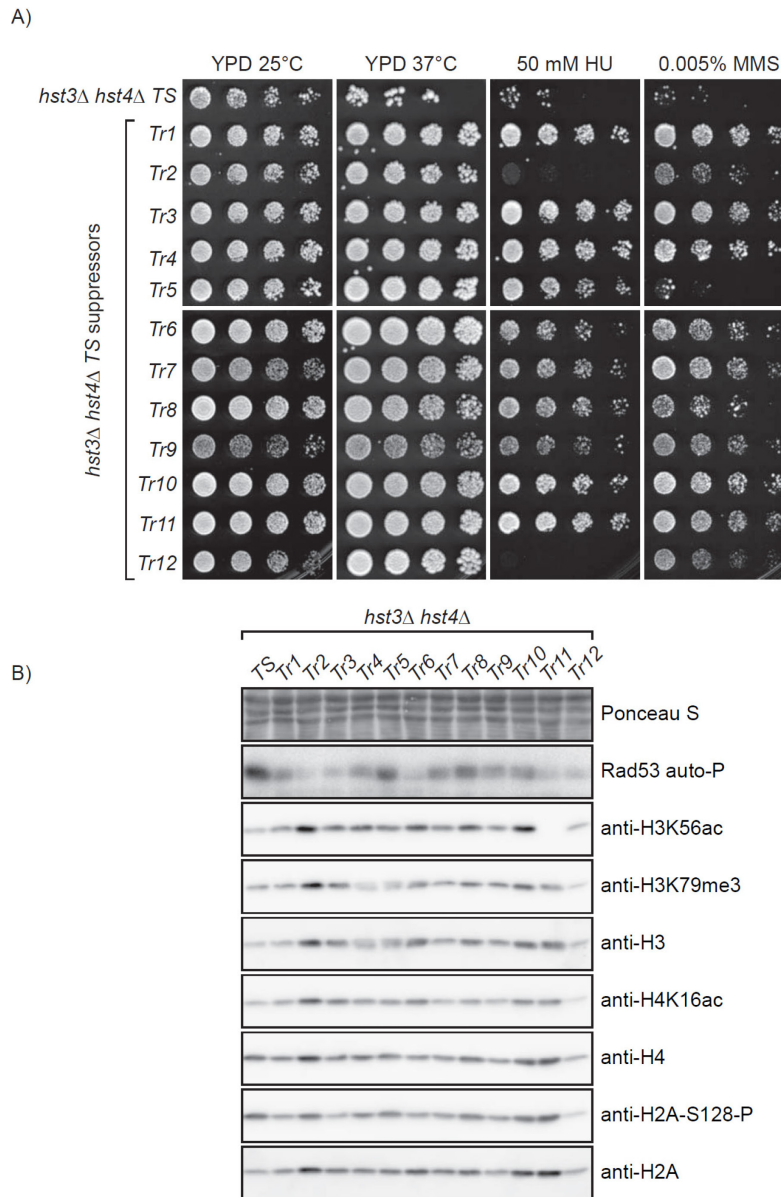 A)
YPD 25°C YPD 37°C 50 mM HU 0.005% MMS
hst3Δ hst4Δ TS
hst3Δ hst4Δ TS suppressors
Tr1
Tr2
Tr3
Tr4
Tr5
Tr6
Tr7
Tr8
Tr9
Tr10
Tr11
Tr12
hst3Δ hst4Δ
B)
TS Tr1 Tr2 Tr3 Tr4 Tr5 Tr6 Tr7 Tr8 Tr9 Tr10 Tr11 Tr12
Ponceau S
Rad53 auto-P
anti-H3K56ac
anti-H3K79me3
anti-H3
anti-H4K16ac
anti-H4
anti-H2A-S128-P
anti-H2A